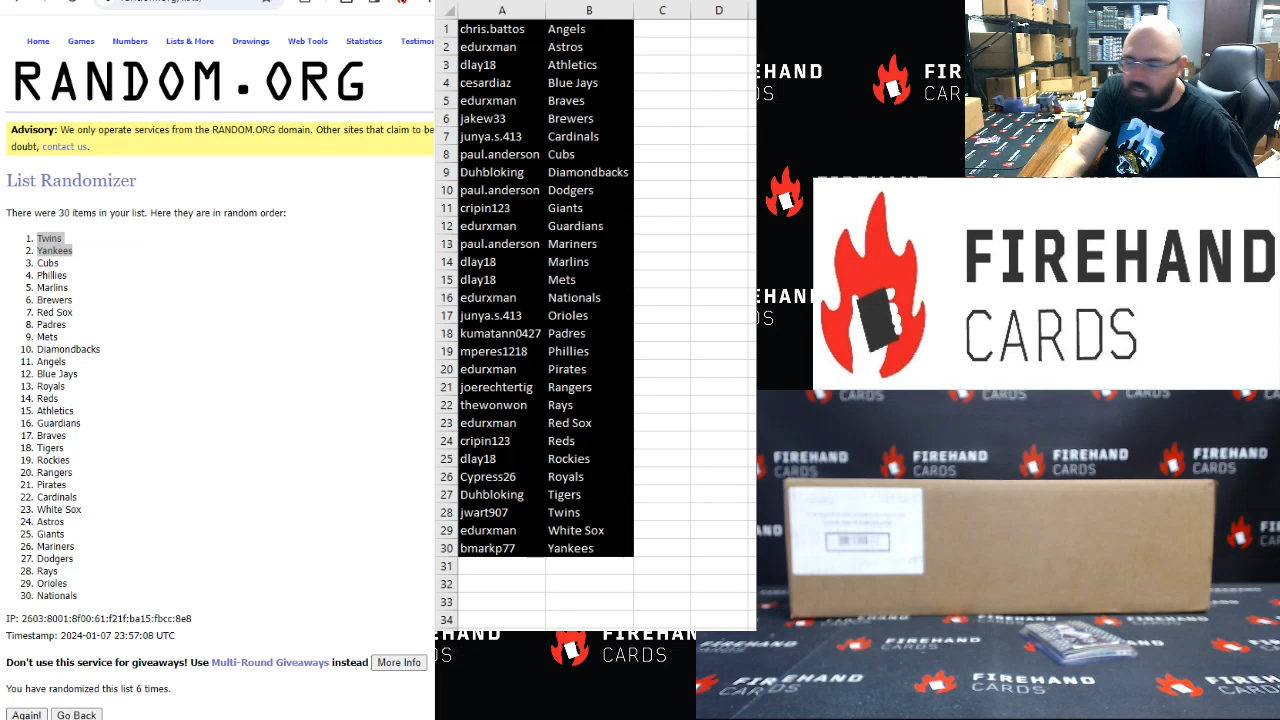 Home Games Numbers Lists & More Drawings Web Tools Statistics Testimo
RANDOM.ORG
Advisory: We only operate services from the RANDOM.ORG domain. Other sites that claim to be
doubt, contact us.
List Randomizer
There were 30 items in your list. Here they are in random order:
1. Twins
2. Yankees
3. Cubs
4. Phillies
5. Marlins
6. Brewers
7. Red Sox
8. Padres
9. Mets
10. Diamondbacks
11. Angels
12. Blue Jays
13. Royals
14. Reds
15. Athletics
16. Guardians
17. Braves
18. Tigers
19. Rockies
20. Rangers
21. Pirates
22. Cardinals
23. White Sox
24. Astros
25. Giants
26. Mariners
27. Dodgers
28. Rays
29. Orioles
30. Nationals
IP: 2603:8001:8f00:61:f21f:ba15:fbcc:8e8
Timestamp: 2024-01-07 23:57:08 UTC
Don't use this service for giveaways! Use Multi-Round Giveaways instead More Info
You have randomized this list 6 times.
Again! Go Back
A B C D
1 chris.battos Angels
2 edurxman Astros
3 dlay18 Athletics
4 cesardiaz Blue Jays
5 edurxman Braves
6 jakew33 Brewers
7 junya.s.413 Cardinals
8 paul.anderson Cubs
9 Duhbloking Diamondbacks
10 paul.anderson Dodgers
11 cripin123 Giants
12 edurxman Guardians
13 paul.anderson Mariners
14 dlay18 Marlins
15 dlay18 Mets
16 edurxman Nationals
17 junya.s.413 Orioles
18 kumatann0427 Padres
19 mperes1218 Phillies
20 edurxman Pirates
21 joerechtertig Rangers
22 thewonwon Rays
23 edurxman Red Sox
24 cripin123 Reds
25 dlay18 Rockies
26 Cypress26 Royals
27 Duhbloking Tigers
28 jwart907 Twins
29 edurxman White Sox
30 bmarkp77 Yankees
31
32
33
34
FIREHAND
CARDS